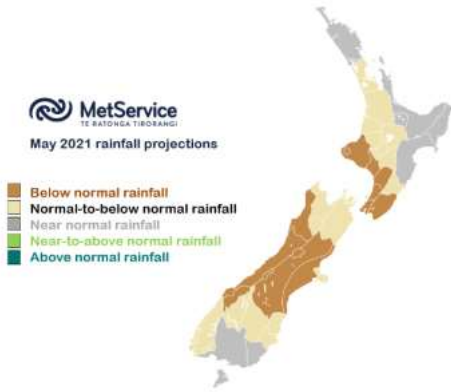 MetService
TE RATONGA TIRORANGI
May 2021 rainfall projections
Below normal rainfall
Normal-to-below normal rainfall
Near normal rainfall
Near-to-above normal rainfall
Above normal rainfall